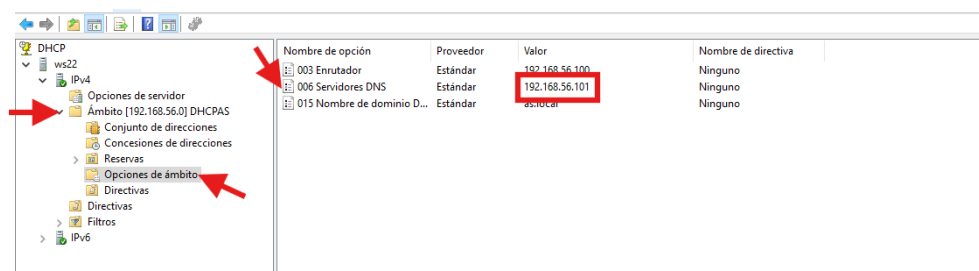 DHCP
ws22
IPv4
Opciones de servidor
Ámbito [192.168.56.0] DHCPAS
Conjunto de direcciones
Concesiones de direcciones
Reservas
Opciones de ámbito
Directivas
Directivas
Filtros
IPv6
Nombre de opción Proveedor Valor Nombre de directiva
003 Enrutador Estándar 192.168.56.100 Ninguno
006 Servidores DNS Estándar 192.168.56.101 Ninguno
015 Nombre de dominio D... Estándar as.local Ninguno